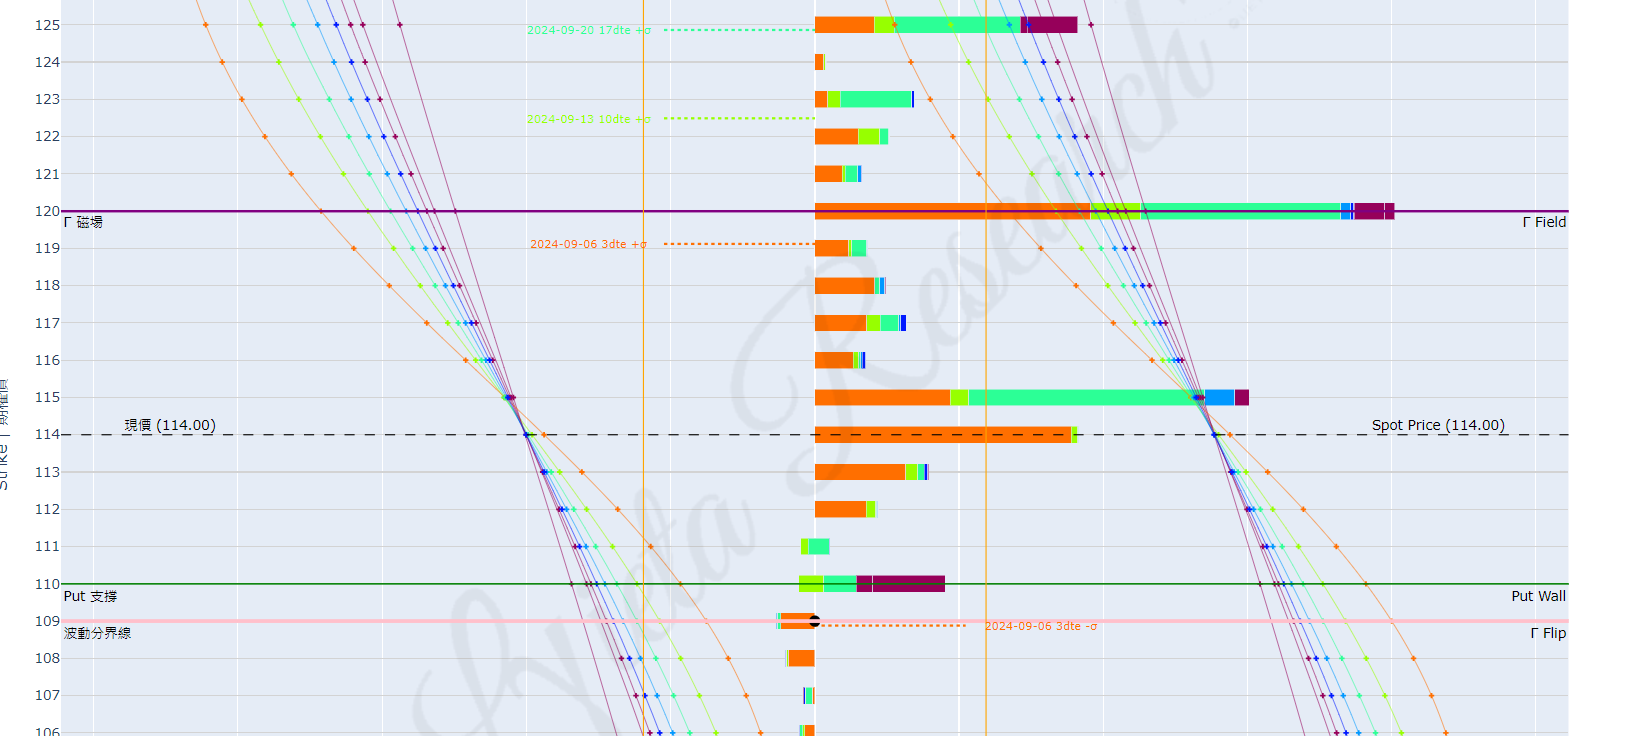 125
2024-09-20 17dte +σ
124
123
2024-09-13 10dte +σ
122
121
120
Γ 磁場
Γ Field
119
2024-09-06 3dte +σ
118
117
116
115
現價 (114.00)
Spot Price (114.00)
114
113
112
111
110
Put 支撐
Put Wall
109
2024-09-06 3dte -σ
波動分界線
Γ Flip
108
107
106
Strike | 期權價
Research